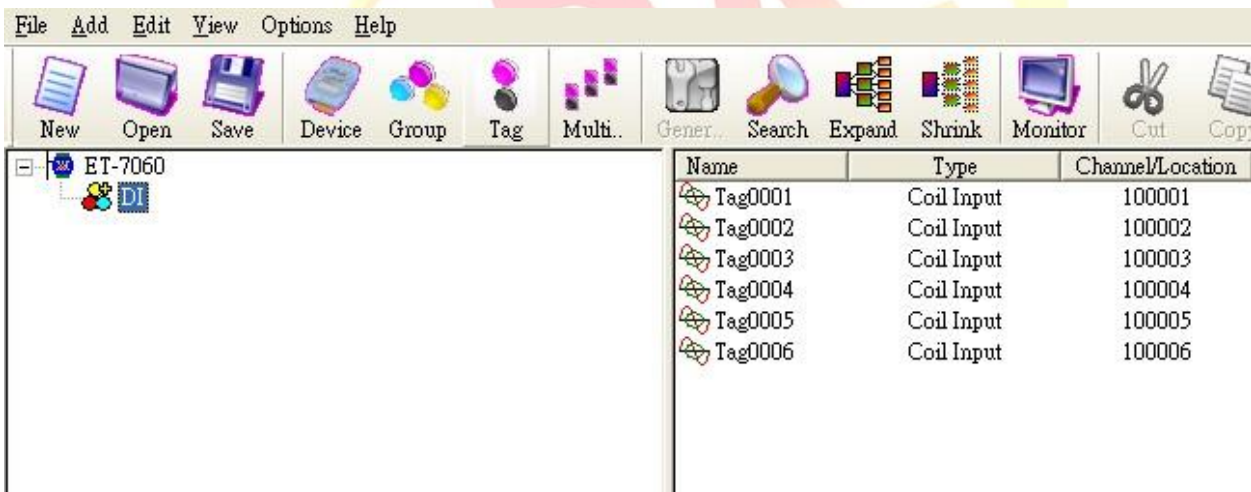 File Add Edit View Options Help
New Open Save Device Group Tag Multi.. Gener.. Search Expand Shrink Monitor Cut Cop
ET-7060
DI
Name Type Channel/Location
Tag0001 Coil Input 100001
Tag0002 Coil Input 100002
Tag0003 Coil Input 100003
Tag0004 Coil Input 100004
Tag0005 Coil Input 100005
Tag0006 Coil Input 100006